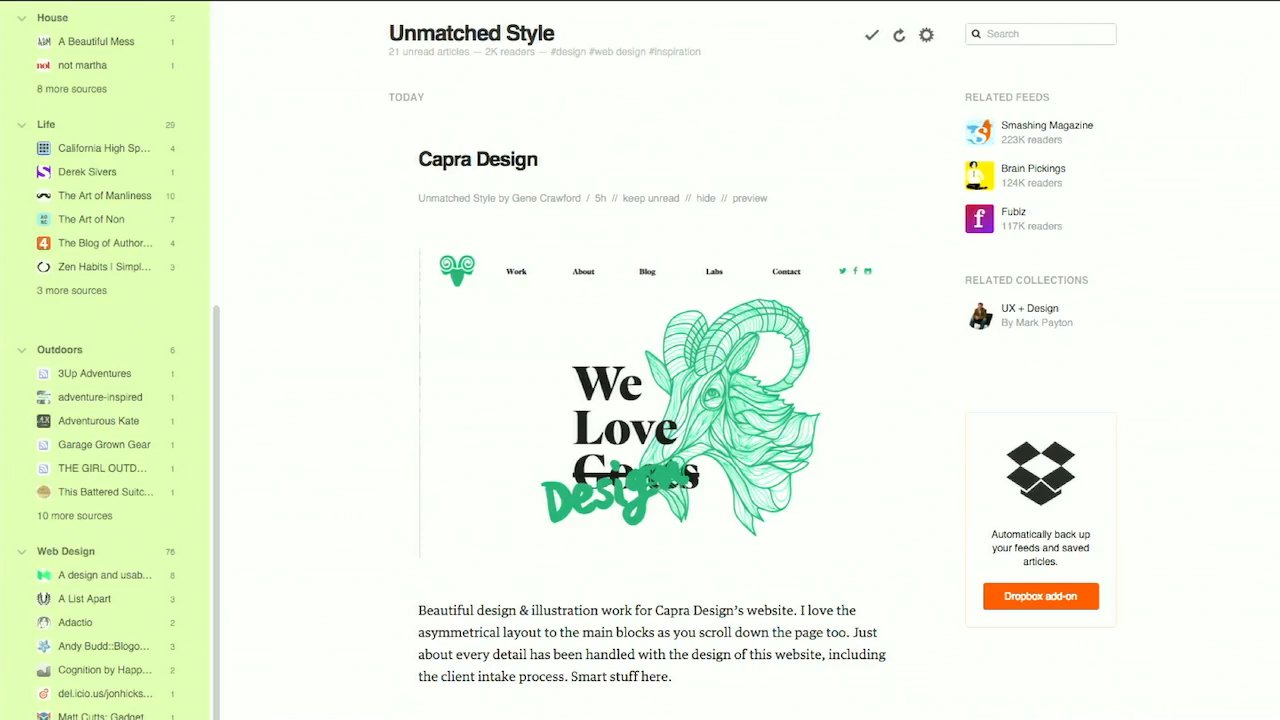 House 2
A Beautiful Mess 1
not martha 1
8 more sources
Life 29
California High Sp... 4
Derek Sivers 1
The Art of Manliness 10
The Art of Non 7
The Blog of Author... 4
Zen Habits | Simpl... 3
3 more sources
Outdoors 6
3Up Adventures 1
adventure-inspired 1
Adventurous Kate 1
Garage Grown Gear 1
THE GIRL OUTD... 1
This Battered Suitc... 1
10 more sources
Web Design 76
A design and usab... 8
A List Apart 3
Adactio 2
Andy Budd::Blogo... 3
Cognition by Happ... 2
del.icio.us/jonhicks... 1
Matt Cutts: Gadget 1
Unmatched Style
21 unread articles — 2K readers — #design #web design #inspiration
TODAY
Capra Design
Unmatched Style by Gene Crawford / 5h // keep unread // hide // preview
Work About Blog Labs Contact
We
Love
Goats
Design
Beautiful design & illustration work for Capra Design's website. I love the
asymmetrical layout to the main blocks as you scroll down the page too. Just
about every detail has been handled with the design of this website, including
the client intake process. Smart stuff here.
Search
RELATED FEEDS
Smashing Magazine
223K readers
Brain Pickings
124K readers
Fubiz
117K readers
RELATED COLLECTIONS
UX + Design
By Mark Payton
Automatically back up
your feeds and saved
articles.
Dropbox add-on